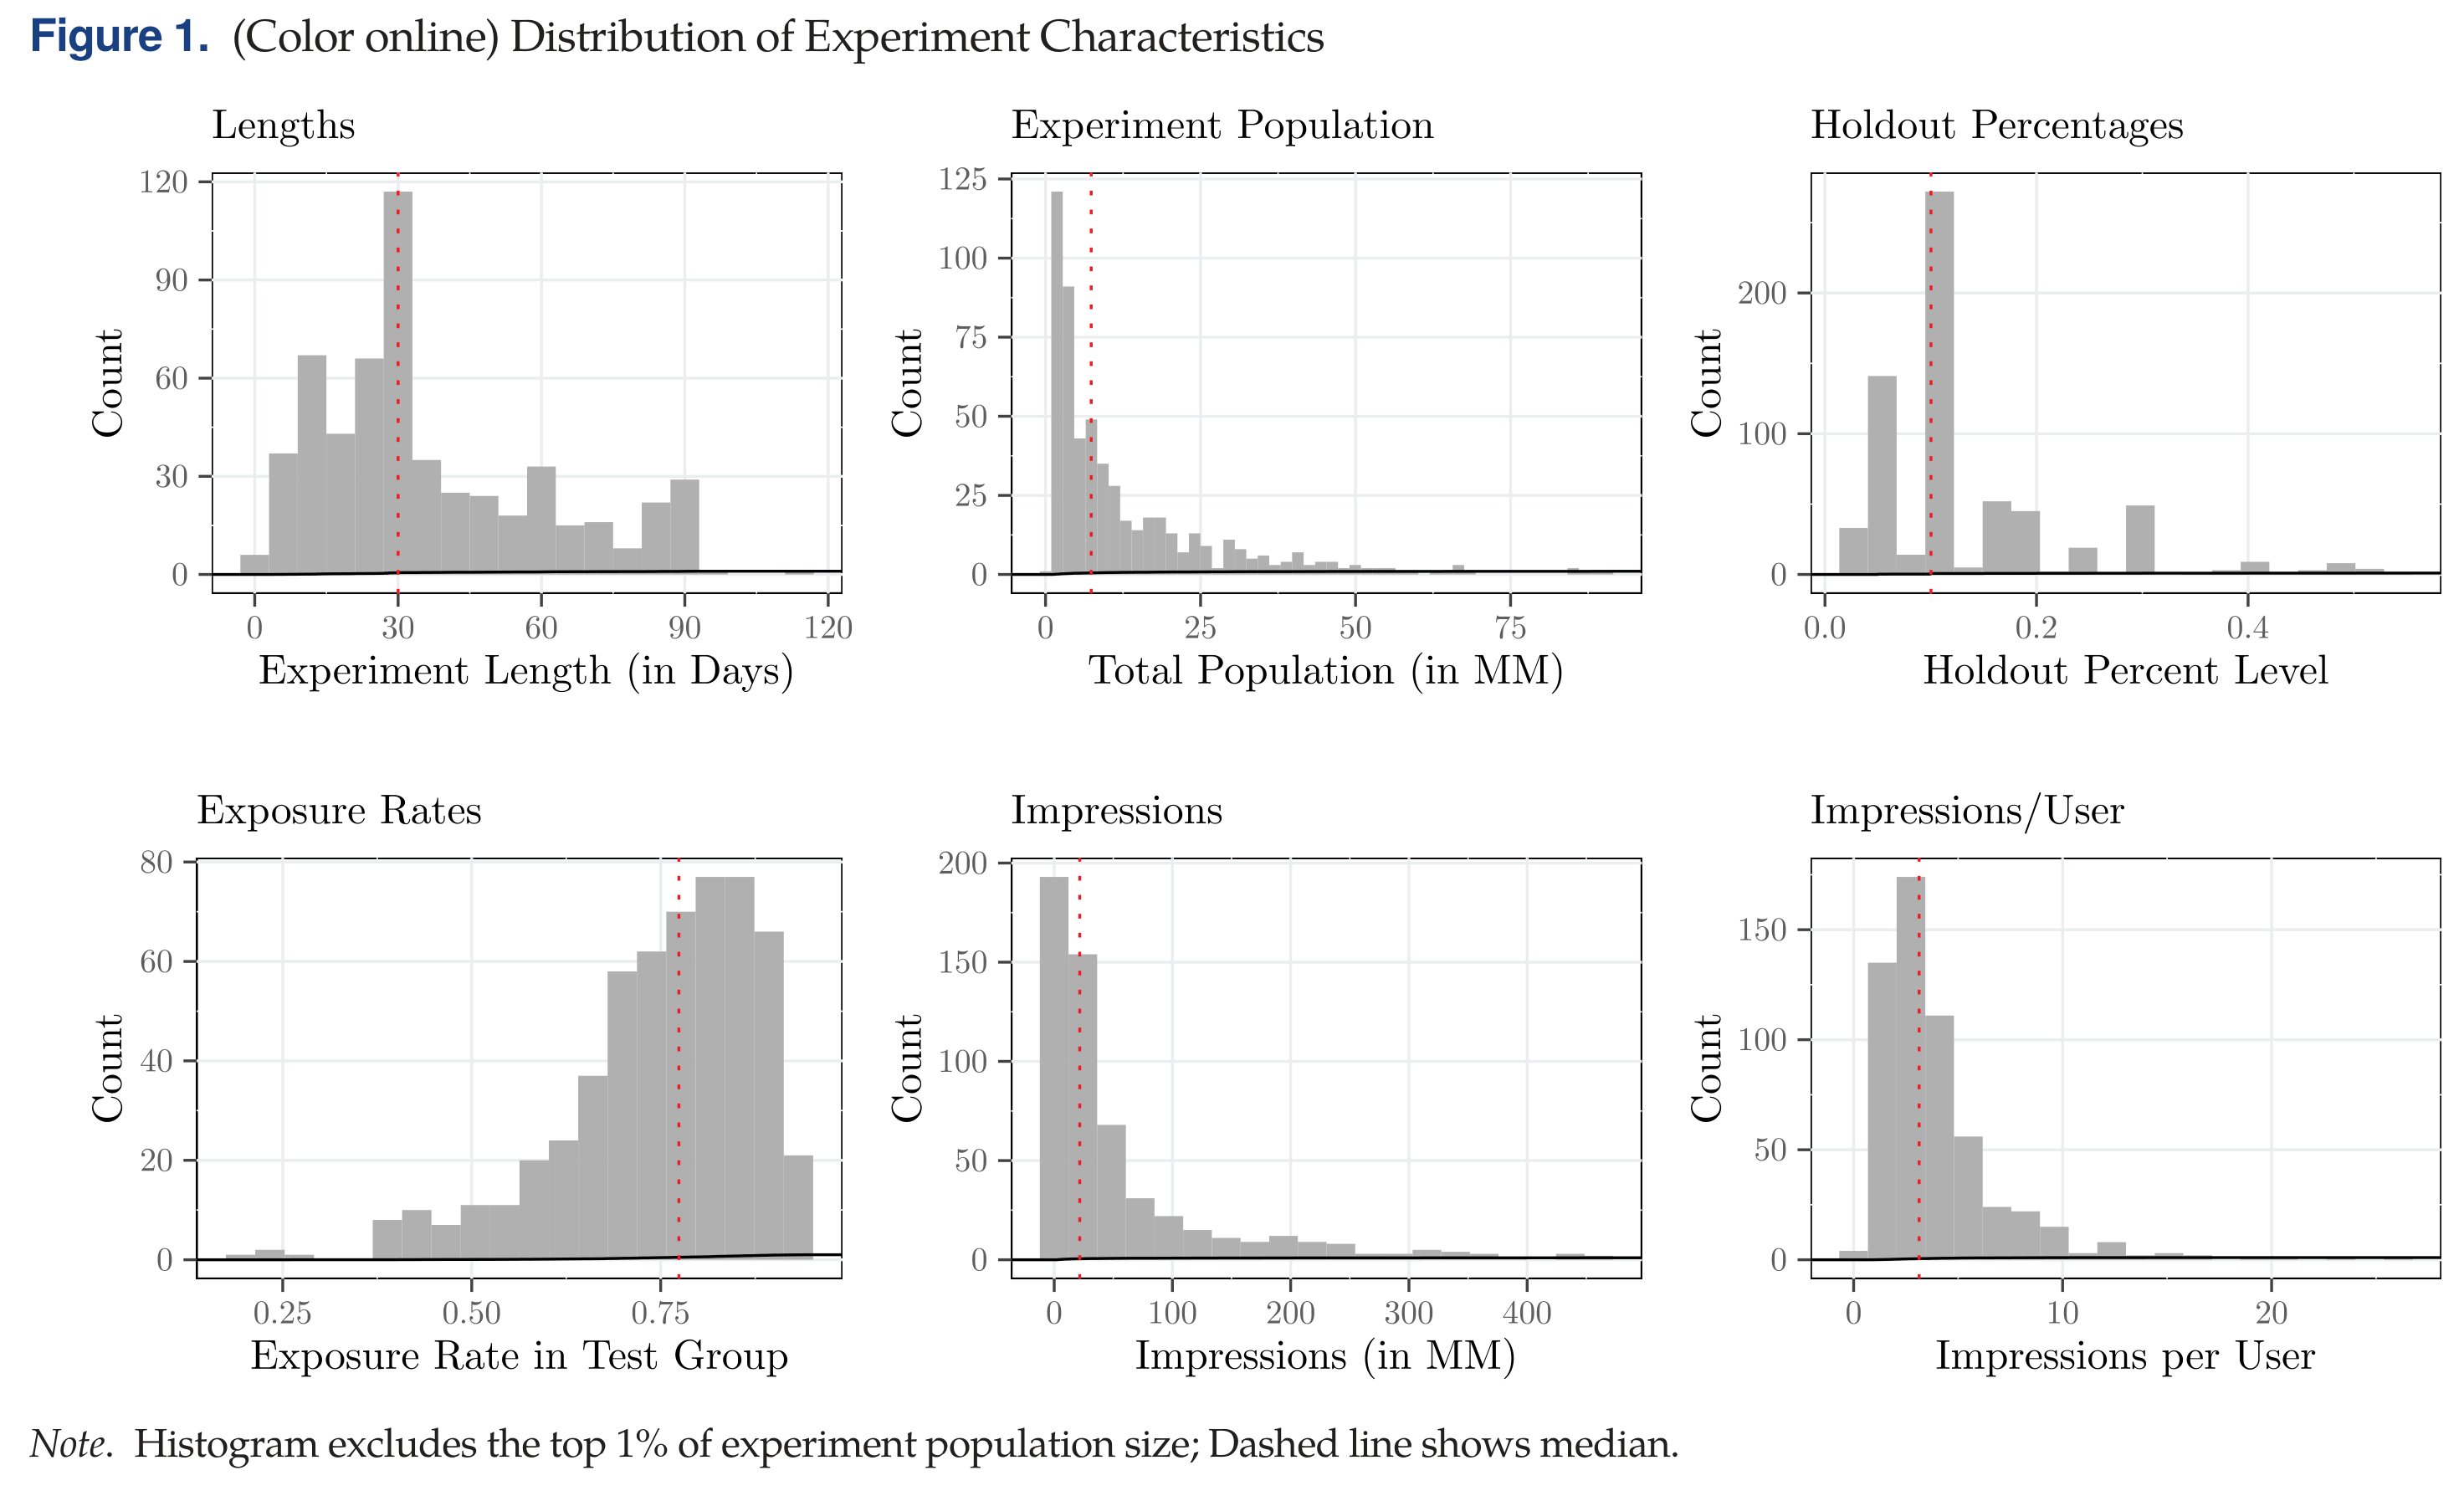 Figure 1. (Color online) Distribution of Experiment Characteristics
Lengths
120
90
60
30
0
Count
0 30 60 90 120
Experiment Length (in Days)
Experiment Population
125
100
75
50
25
0
Count
0 25 50 75
Total Population (in MM)
Holdout Percentages
200
100
0
Count
0.0 0.2 0.4
Holdout Percent Level
Exposure Rates
80
60
40
20
0
Count
0.25 0.50 0.75
Exposure Rate in Test Group
Impressions
200
150
100
50
0
Count
0 100 200 300 400
Impressions (in MM)
Impressions/User
150
100
50
0
Count
0 10 20
Impressions per User
Note. Histogram excludes the top 1% of experiment population size; Dashed line shows median.